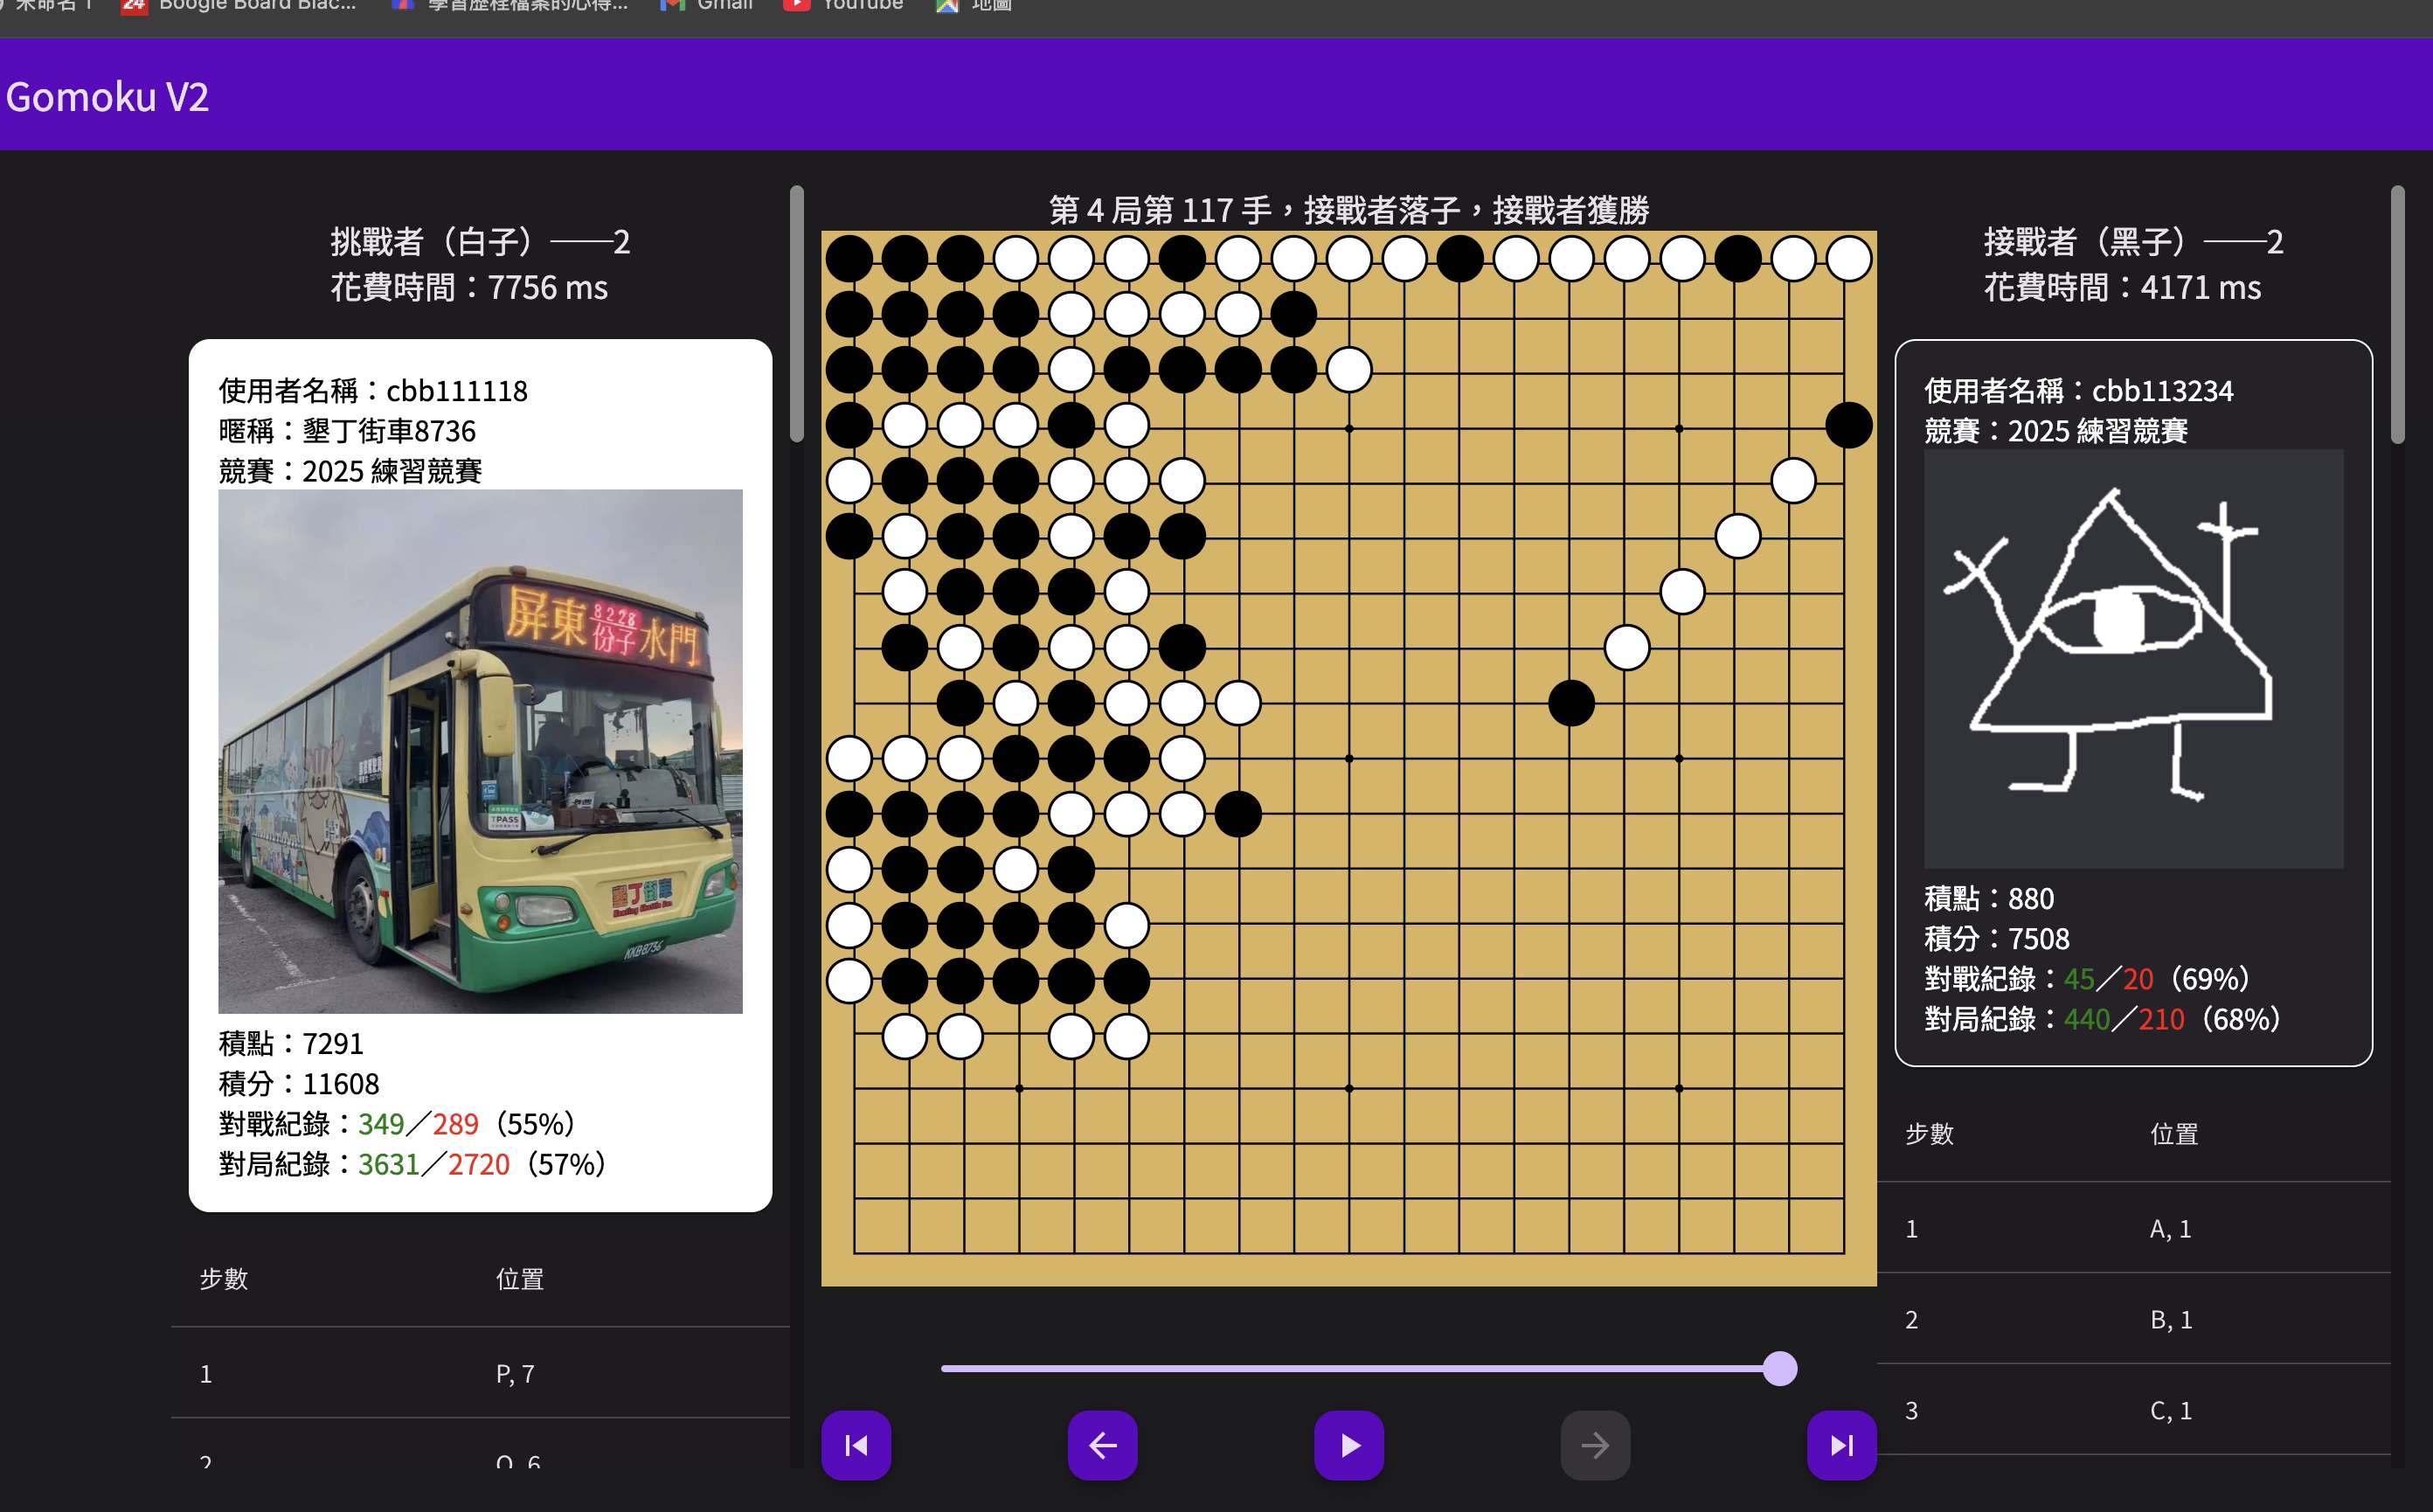 Boogie Board Blac...
學習歷程檔案的心得...
Gmail
YouTube
地圖
Gomoku V2
挑戰者（白子）——2
花費時間：7756 ms
使用者名稱：cbb111118
暱稱：墾丁街車8736
競賽：2025 練習競賽
屏東 8228 份子 水門
TPASS
墾丁街車
KKB-8736
積點：7291
積分：11608
對戰紀錄：349／289（55%）
對局紀錄：3631／2720（57%）
步數 位置
1 P, 7
第 4 局第 117 手，接戰者落子，接戰者獲勝
接戰者（黑子）——2
花費時間：4171 ms
使用者名稱：cbb113234
競賽：2025 練習競賽
積點：880
積分：7508
對戰紀錄：45／20（69%）
對局紀錄：440／210（68%）
步數 位置
1 A, 1
2 B, 1
3 C, 1